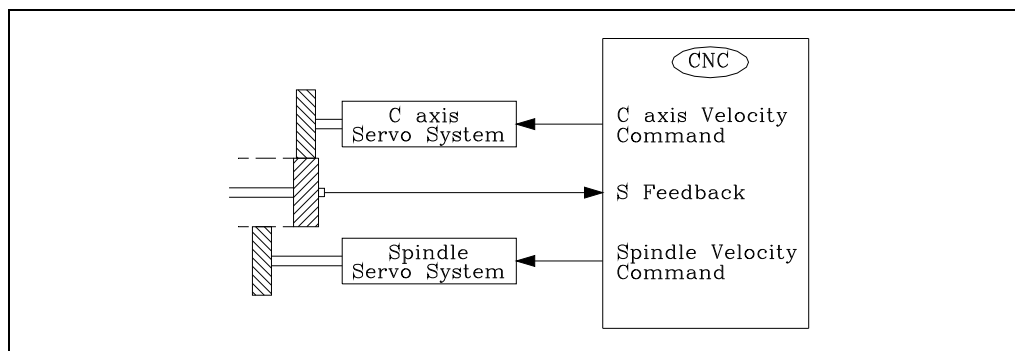 CNC
C axis
Servo System
C axis Velocity
Command
S Feedback
Spindle
Servo System
Spindle Velocity
Command